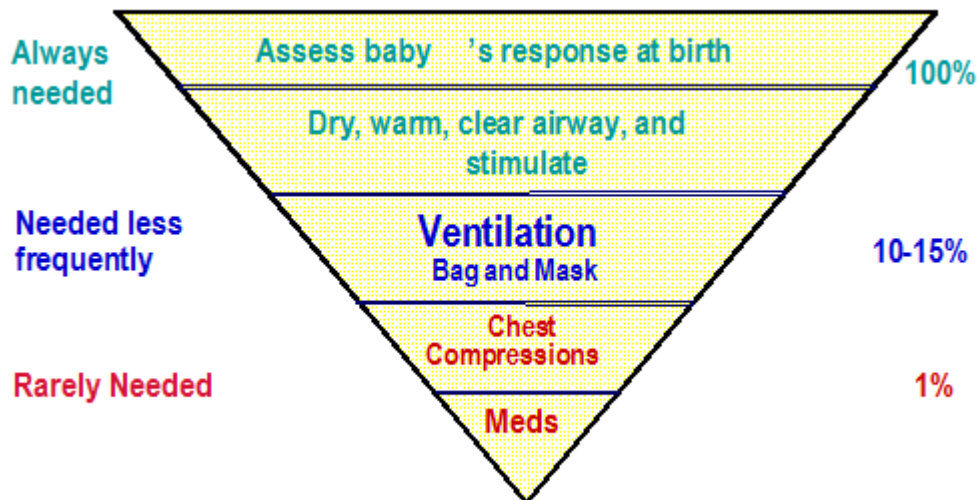 Always
needed
Assess baby ’s response at birth
100%
Dry, warm, clear airway, and
stimulate
Needed less
frequently
Ventilation
Bag and Mask
10-15%
Chest
Compressions
Rarely Needed
1%
Meds